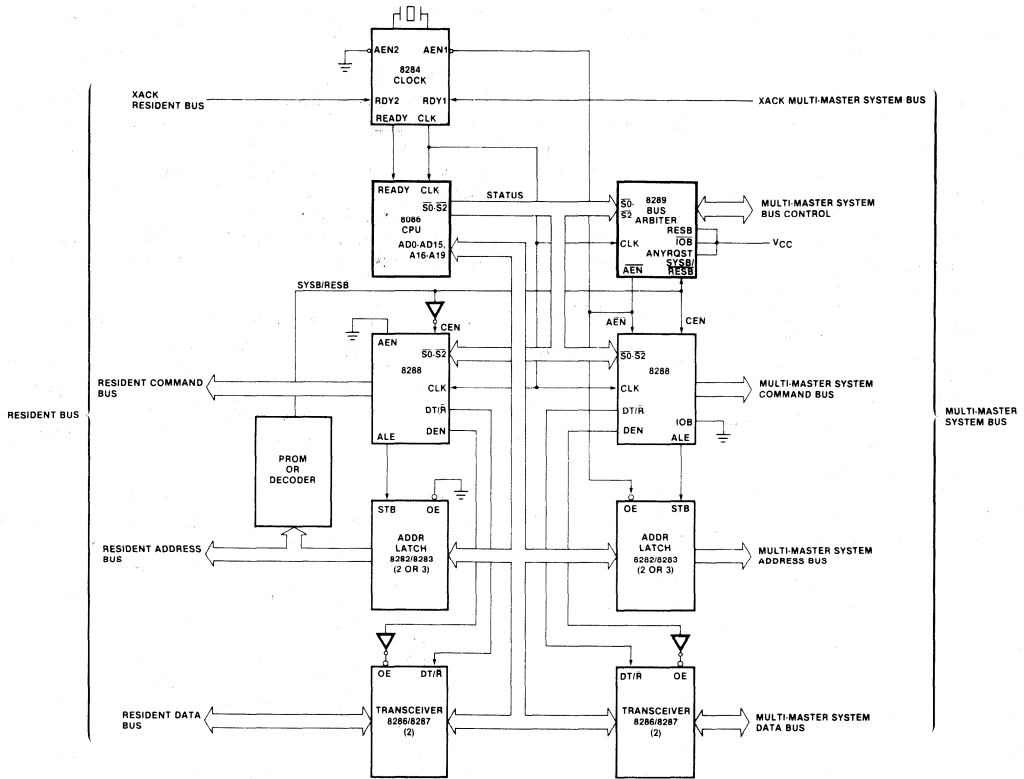 AEN2 AEN1
8284
CLOCK
XACK
RESIDENT BUS
RDY2 RDY1
XACK MULTI-MASTER SYSTEM BUS
READY CLK
READY CLK
STATUS
S0-S2
8086
CPU
AD0-AD15,
A16-A19
S0-
S2
8289
BUS
ARBITER
RESB
CLK
IOB
ANYRQST
SYSB/
RESB
AEN
MULTI-MASTER SYSTEM
BUS CONTROL
VCC
SYSB/RESB
CEN
AEN
CEN
AEN
S0-S2
8288
CLK
DT/R
DEN
ALE
S0-S2
8288
CLK
DT/R
DEN
IOB
ALE
RESIDENT COMMAND
BUS
MULTI-MASTER SYSTEM
COMMAND BUS
RESIDENT BUS
MULTI-MASTER
SYSTEM BUS
PROM
OR
DECODER
STB OE
ADDR
LATCH
8282/8283
(2 OR 3)
OE STB
ADDR
LATCH
8282/8283
(2 OR 3)
RESIDENT ADDRESS
BUS
MULTI-MASTER SYSTEM
ADDRESS BUS
OE DT/R
TRANSCEIVER
8286/8287
(2)
DT/R OE
TRANSCEIVER
8286/8287
(2)
RESIDENT DATA
BUS
MULTI-MASTER SYSTEM
DATA BUS